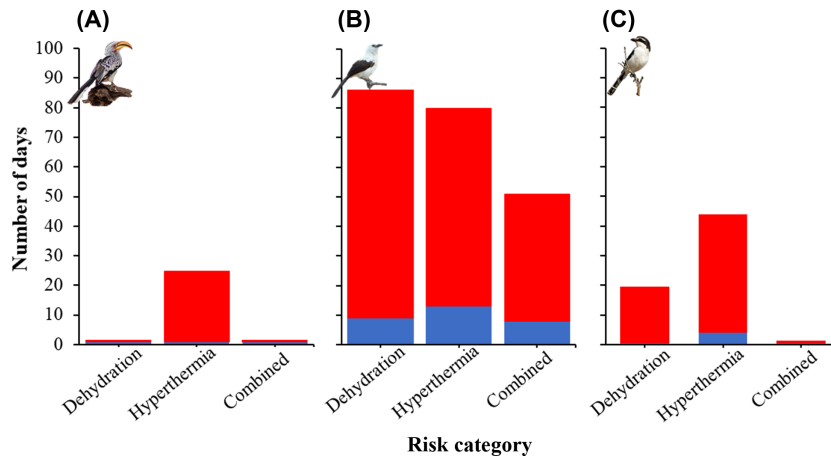 (A)
(B)
(C)
Number of days
100
90
80
70
60
50
40
30
20
10
0
Dehydration
Hyperthermia
Combined
Dehydration
Hyperthermia
Combined
Dehydration
Hyperthermia
Combined
Risk category